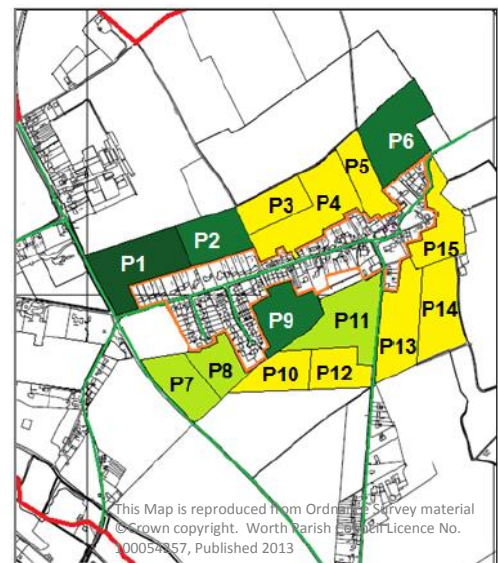 P6
P5
P3
P4
P2
P1
P15
P9
P11
P14
P13
P8
P7
P10
P12
This Map is reproduced from Ordnance Survey material
©Crown copyright. Worth Parish Council Licence No.
100054257, Published 2013